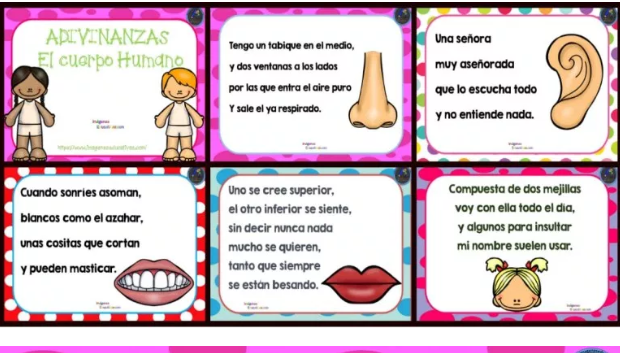 ADIVINANZAS
El cuerpo Humano
Tengo un tabique en el medio,
y dos ventanas a los lados
por las que entra el aire puro
Y sale el ya respirado.
Una señora
muy aseñorada
que lo escucha todo
y no entiende nada.
Cuando sonríes asoman,
blancos como el azahar,
unas cositas que cortan
y pueden masticar.
Uno se cree superior,
el otro inferior se siente,
sin decir nunca nada
mucho se quieren,
tanto que siempre
se están besando.
Compuesta de dos mejillas
voy con ella todo el día,
y algunos para insultar
mi nombre suelen usar.